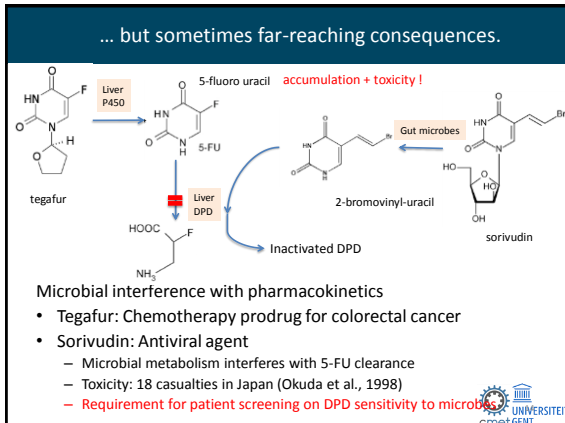 ... but sometimes far-reaching consequences.
Liver
P450
5-fluoro uracil
accumulation + toxicity !
O
F
HN
O
N
H
O
tegafur
O
F
HN
O
N
H
5-FU
O
Br
HN
O
N
H
2-bromovinyl-uracil
Gut microbes
O
Br
HN
O
N
HO
O
HO
OH
sorivudin
Liver
DPD
HOOC
F
NH2
Inactivated DPD
Microbial interference with pharmacokinetics
• Tegafur: Chemotherapy prodrug for colorectal cancer
• Sorivudin: Antiviral agent
– Microbial metabolism interferes with 5-FU clearance
– Toxicity: 18 casualties in Japan (Okuda et al., 1998)
– Requirement for patient screening on DPD sensitivity to microbes
cmet
UNIVERSITEIT
GENT